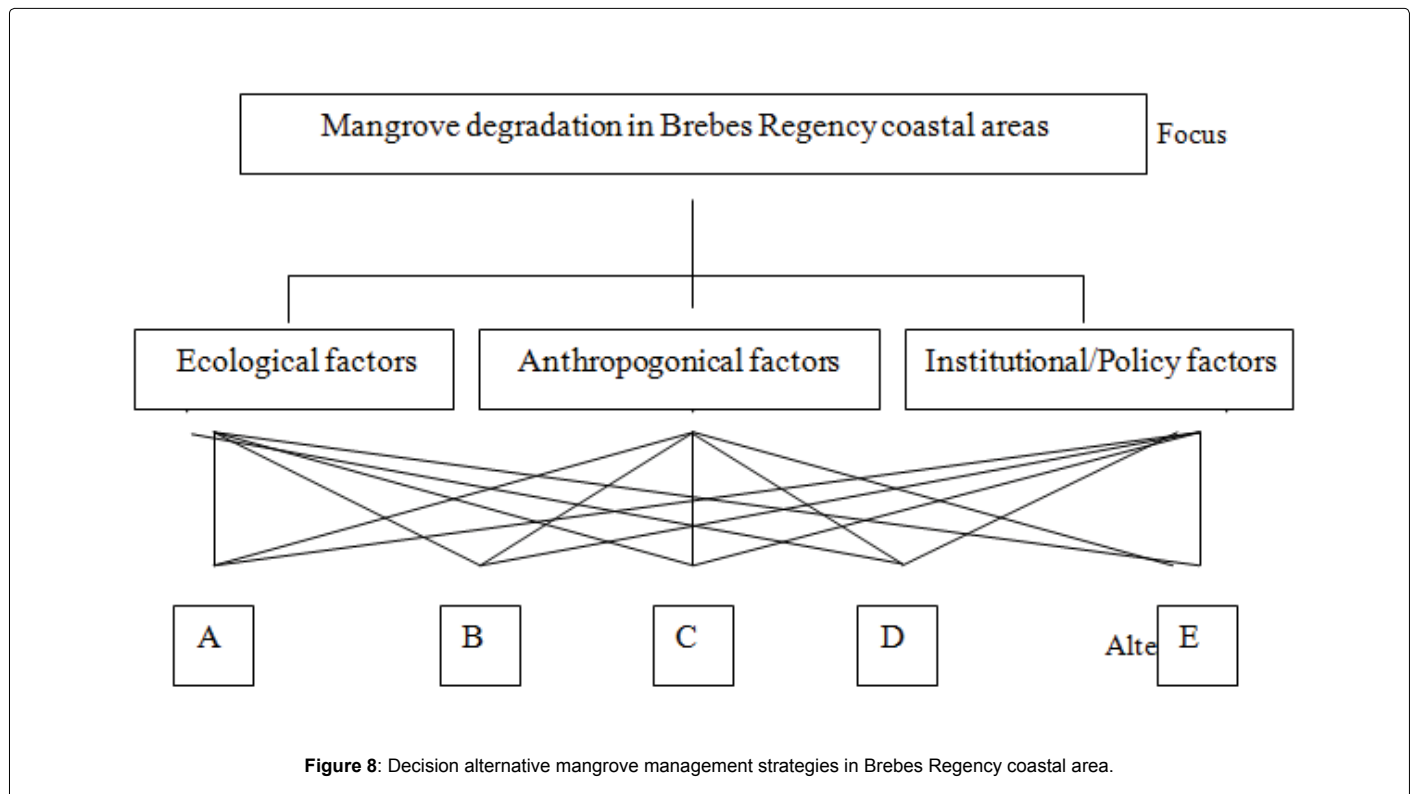 Mangrove degradation in Brebes Regency coastal areas
Focus
Ecological factors
Anthropogonical factors
Institutional/Policy factors
A
B
C
D
Alte
E
Figure 8: Decision alternative mangrove management strategies in Brebes Regency coastal area.